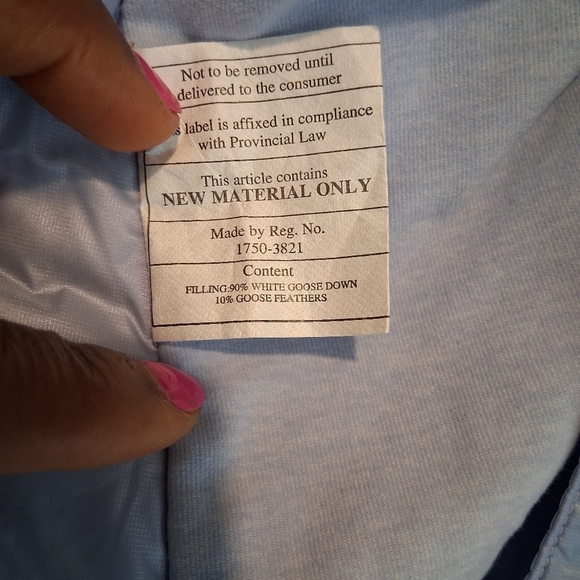 Not to be removed until
delivered to the consumer
label is affixed in compliance
with Provincial Law
This article contains
NEW MATERIAL ONLY
Made by Reg. No.
1750-3821
Content
FILLING:90% WHITE GOOSE DOWN
10% GOOSE FEATHERS